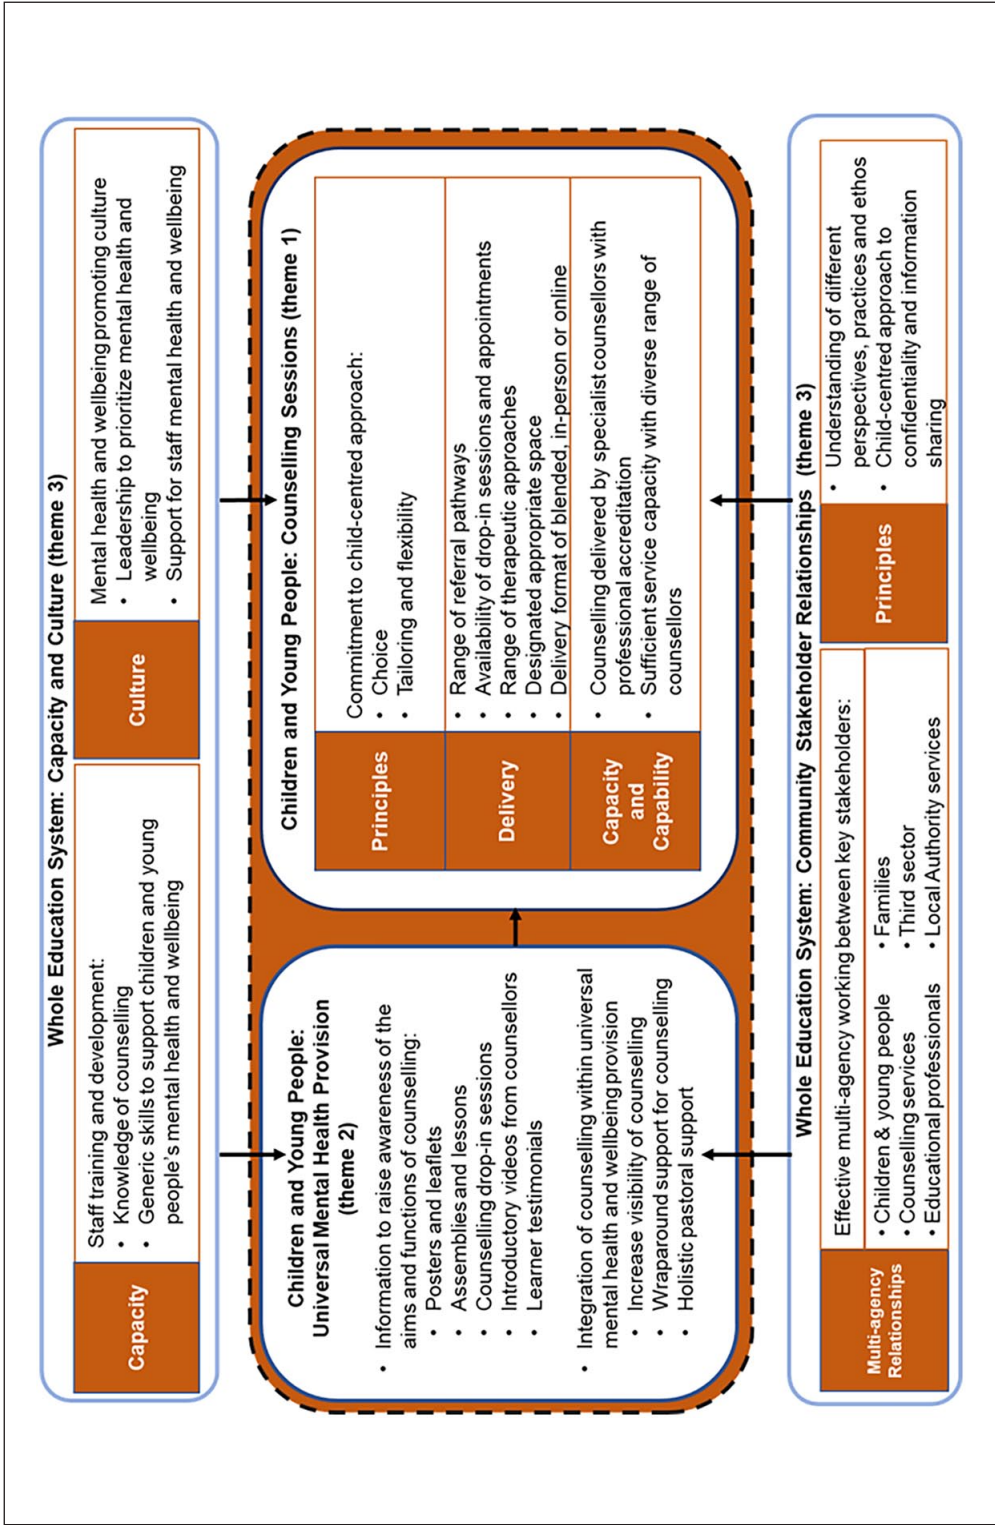 Whole Education System: Capacity and Culture (theme 3)
Capacity
Staff training and development:
• Knowledge of counselling
• Generic skills to support children and young
people's mental health and wellbeing
Culture
Mental health and wellbeing promoting culture
• Leadership to prioritize mental health and
wellbeing
• Support for staff mental health and wellbeing
Children and Young People:
Universal Mental Health Provision
(theme 2)
• Information to raise awareness of the
aims and functions of counselling:
• Posters and leaflets
• Assemblies and lessons
• Counselling drop-in sessions
• Introductory videos from counsellors
• Learner testimonials
• Integration of counselling within universal
mental health and wellbeing provision
• Increase visibility of counselling
• Wraparound support for counselling
• Holistic pastoral support
Children and Young People: Counselling Sessions (theme 1)
Principles
Commitment to child-centred approach:
• Choice
• Tailoring and flexibility
Delivery
• Range of referral pathways
• Availability of drop-in sessions and appointments
• Range of therapeutic approaches
• Designated appropriate space
• Delivery format of blended, in-person or online
Capacity
and
Capability
• Counselling delivered by specialist counsellors with
professional accreditation
• Sufficient service capacity with diverse range of
counsellors
Whole Education System: Community Stakeholder Relationships (theme 3)
Multi-agency
Relationships
Effective multi-agency working between key stakeholders:
• Children & young people
• Counselling services
• Educational professionals
• Families
• Third sector
• Local Authority services
Principles
• Understanding of different
perspectives, practices and ethos
• Child-centred approach to
confidentiality and information
sharing